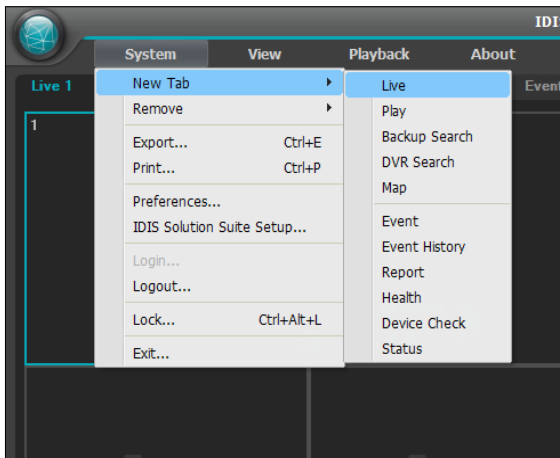 IDIS
System View Playback About
Live 1 Event
1
New Tab
Remove
Export... Ctrl+E
Print... Ctrl+P
Preferences...
IDIS Solution Suite Setup...
Login...
Logout...
Lock... Ctrl+Alt+L
Exit...
Live
Play
Backup Search
DVR Search
Map
Event
Event History
Report
Health
Device Check
Status